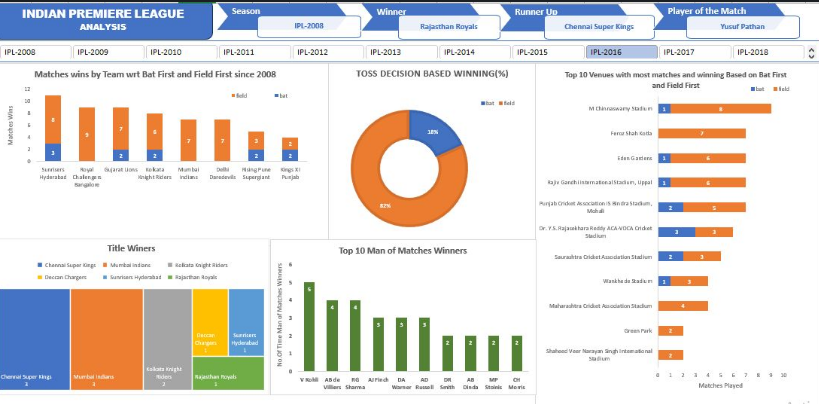 INDIAN PREMIERE LEAGUE
ANALYSIS
Season
IPL-2008
Winner
Rajasthan Royals
Runner Up
Chennai Super Kings
Player of the Match
Yusuf Pathan
IPL-2008 IPL-2009 IPL-2010 IPL-2011 IPL-2012 IPL-2013 IPL-2014 IPL-2015 IPL-2016 IPL-2017 IPL-2018
Matches wins by Team wrt Bat First and Field First since 2008
field bat
Matches Wins
12
10
8
6
4
2
0
8 9 7 6 7 7 3 2
3 2 2 2 2
Sunrisers Hyderabad
Royal Challengers Bangalore
Gujarat Lions
Kolkata Knight Riders
Mumbai Indians
Delhi Daredevils
Rising Pune Supergiant
Kings XI Punjab
TOSS DECISION BASED WINNING(%)
bat field
18%
82%
Top 10 Venues with most matches and winning Based on Bat First
and Field First
bat field
M Chinnaswamy Stadium 1 8
Feroz Shah Kotla 7
Eden Gardens 1 6
Rajiv Gandhi International Stadium, Uppal 1 6
Punjab Cricket Association IS Bindra Stadium,
Mohali 2 5
Dr. Y.S. Rajasekhara Reddy ACA-VDCA Cricket
Stadium 3 3
Saurashtra Cricket Association Stadium 2 3
Wankhede Stadium 1 3
Maharashtra Cricket Association Stadium 4
Green Park 2
Shaheed Veer Narayan Singh International
Stadium 2
0 1 2 3 4 5 6 7 8 9 10
Matches Played
Title Winers
Chennai Super Kings Mumbai Indians Kolkata Knight Riders
Deccan Chargers Sunrisers Hyderabad Rajasthan Royals
Chennai Super Kings
3
Mumbai Indians
3
Kolkata Knight
Riders
2
Deccan
Chargers
1
Sunrisers
Hyderabad
1
Rajasthan Royals
1
Top 10 Man of Matches Winners
No Of Time Man of Matches Winners
6
5
4
3
2
1
0
5 4 4 3 3 3 2 2 2 2
V Kohli
AB de Villiers
RG Sharma
AJ Finch
DA Warner
AD Russell
DR Smith
AB Dinda
MP Stoinis
CH Morris